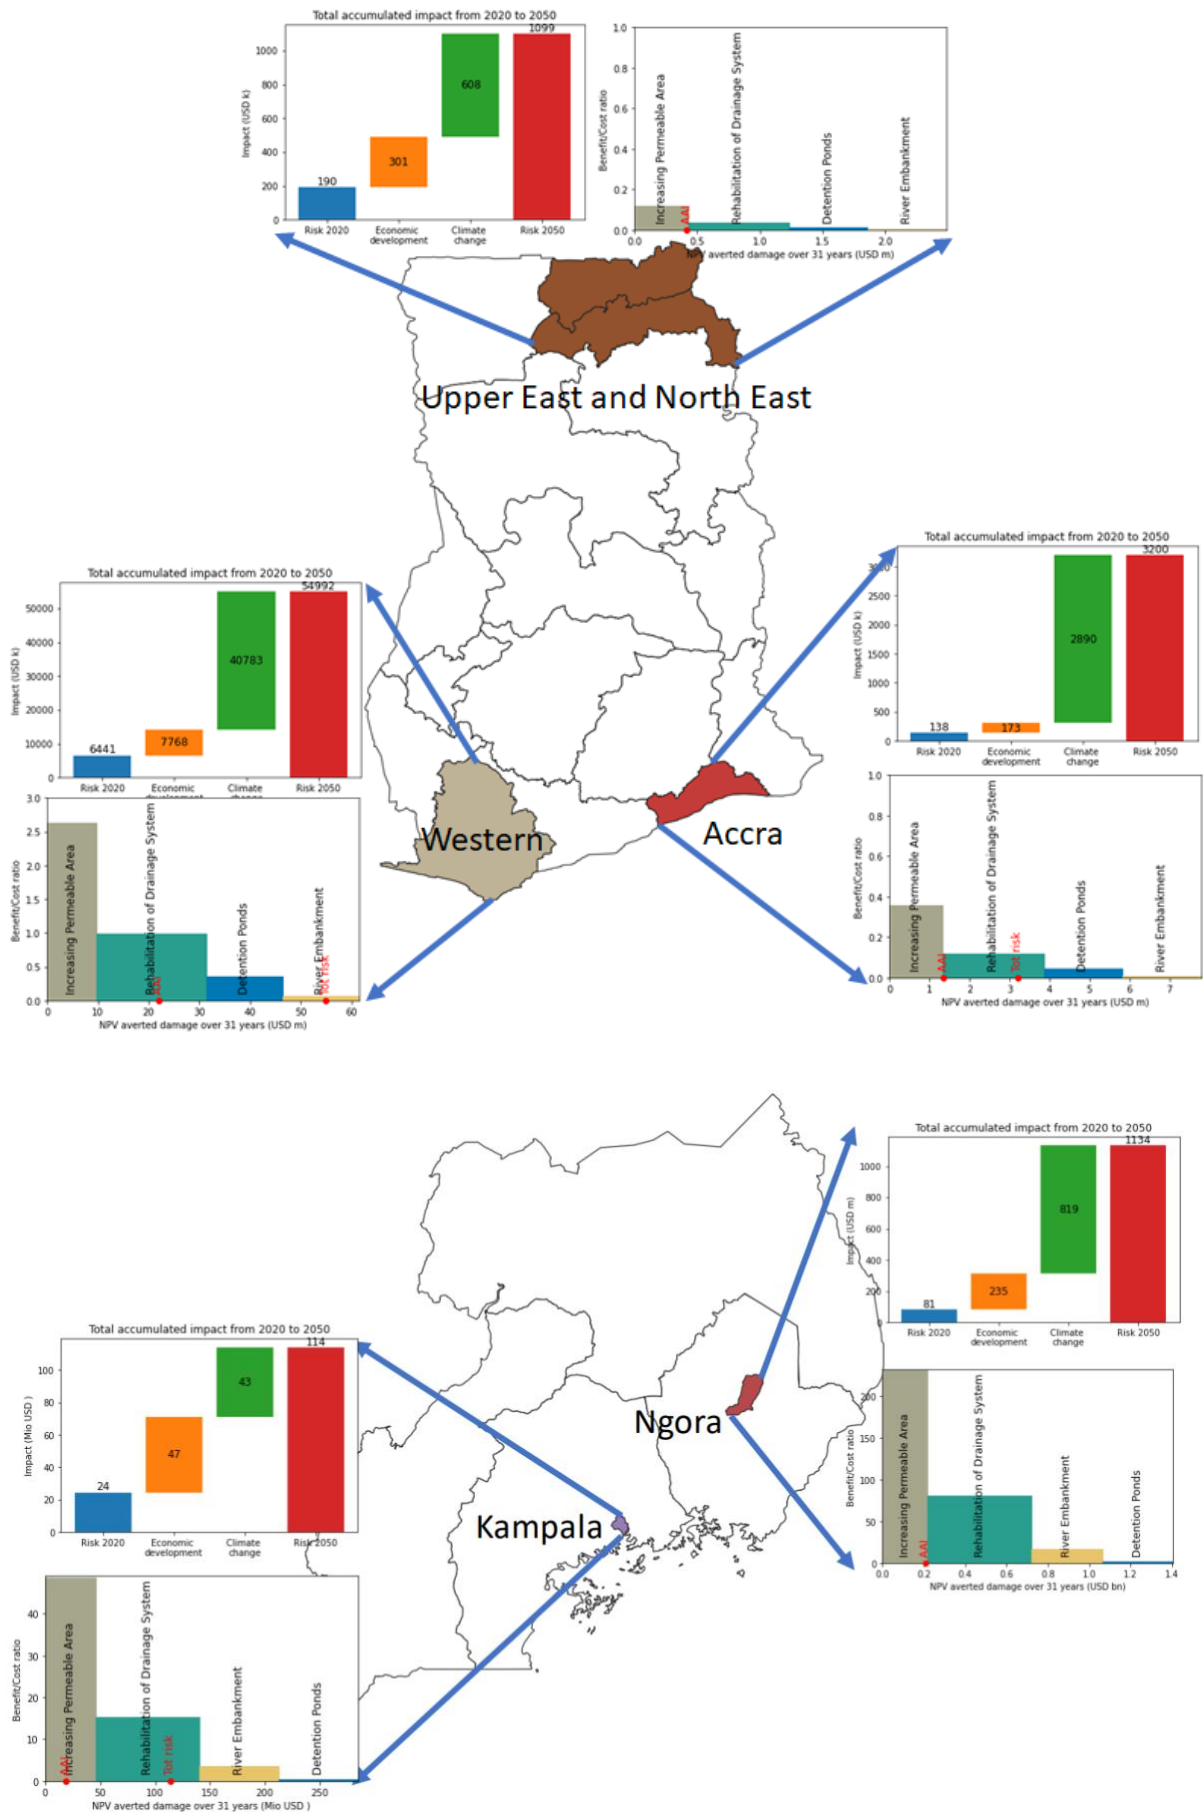 Total accumulated impact from 2020 to 2050
1099
1000
800
600
400
200
0
Impact (USD k)
190
301
608
Risk 2020
Economic
development
Climate
change
Risk 2050
1.0
0.8
0.6
0.4
0.2
0.0
Benefit/Cost ratio
Increasing Permeable Area
Rehabilitation of Drainage System
Detention Ponds
River Embankment
AAI
0.0 0.5 1.0 1.5 2.0
NPV averted damage over 31 years (USD m)
Upper East and North East
Total accumulated impact from 2020 to 2050
54992
50000
40000
30000
20000
10000
0
Impact (USD k)
6441
7768
40783
Risk 2020
Economic
development
Climate
change
Risk 2050
3.0
2.5
2.0
1.5
1.0
0.5
0.0
Benefit/Cost ratio
Increasing Permeable Area
Rehabilitation of Drainage System
Detention Ponds
River Embankment
AAI
Tot risk
0 10 20 30 40 50 60
NPV averted damage over 31 years (USD m)
Western
Total accumulated impact from 2020 to 2050
3200
3000
2500
2000
1500
1000
500
0
Impact (USD k)
138
173
2890
Risk 2020
Economic
development
Climate
change
Risk 2050
1.0
0.8
0.6
0.4
0.2
0.0
Benefit/Cost ratio
Increasing Permeable Area
Rehabilitation of Drainage System
Detention Ponds
River Embankment
AAI
Tot risk
0 1 2 3 4 5 6 7
NPV averted damage over 31 years (USD m)
Accra
Total accumulated impact from 2020 to 2050
1134
1000
800
600
400
200
0
Impact (USD m)
81
235
819
Risk 2020
Economic
development
Climate
change
Risk 2050
200
150
100
50
0
Benefit/Cost ratio
Increasing Permeable Area
Rehabilitation of Drainage System
River Embankment
Detention Ponds
AAI
0.0 0.2 0.4 0.6 0.8 1.0 1.2 1.4
NPV averted damage over 31 years (USD bn)
Ngora
Total accumulated impact from 2020 to 2050
114
100
80
60
40
20
0
Impact (Mio USD )
24
47
43
Risk 2020
Economic
development
Climate
change
Risk 2050
40
30
20
10
0
Benefit/Cost ratio
Increasing Permeable Area
Rehabilitation of Drainage System
River Embankment
Detention Ponds
AAI
Tot risk
0 50 100 150 200 250
NPV averted damage over 31 years (Mio USD )
Kampala